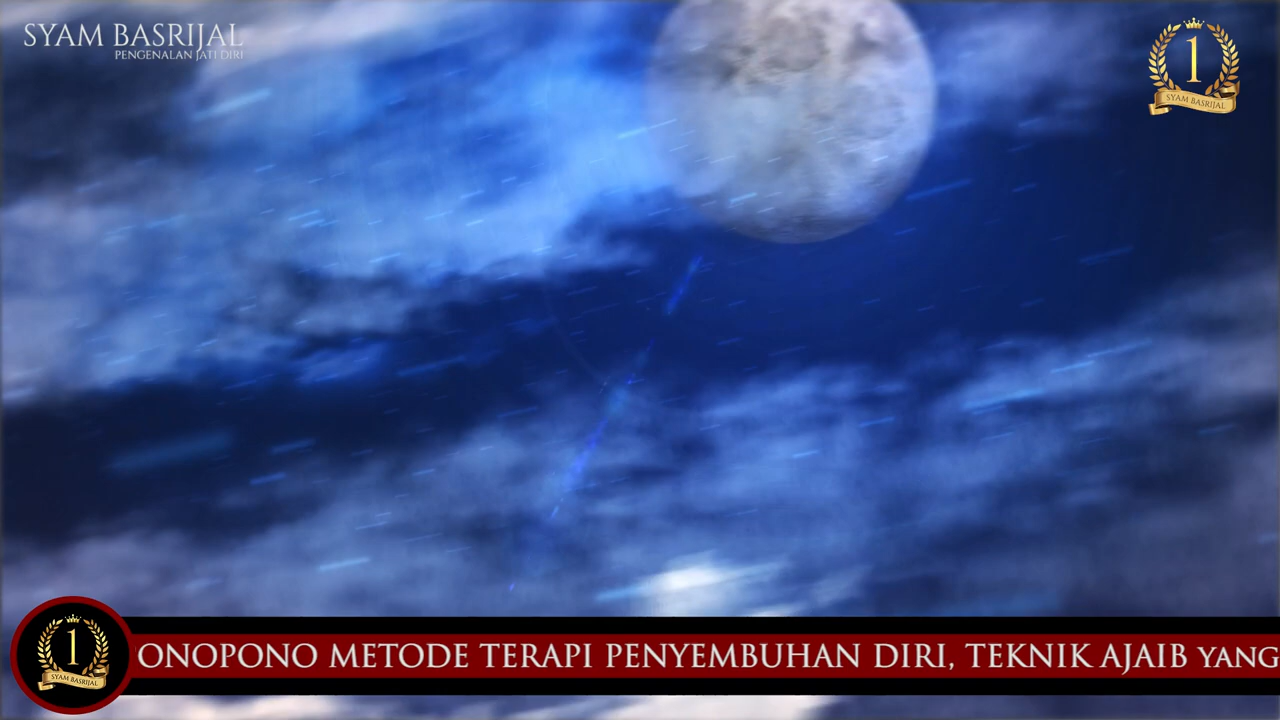 SYAM BASRIJAL
PENGENALAN JATI DIRI
1
SYAM BASRIJAL
1
SYAM BASRIJAL
ONOPONO METODE TERAPI PENYEMBUHAN DIRI, TEKNIK AJAIB YANG